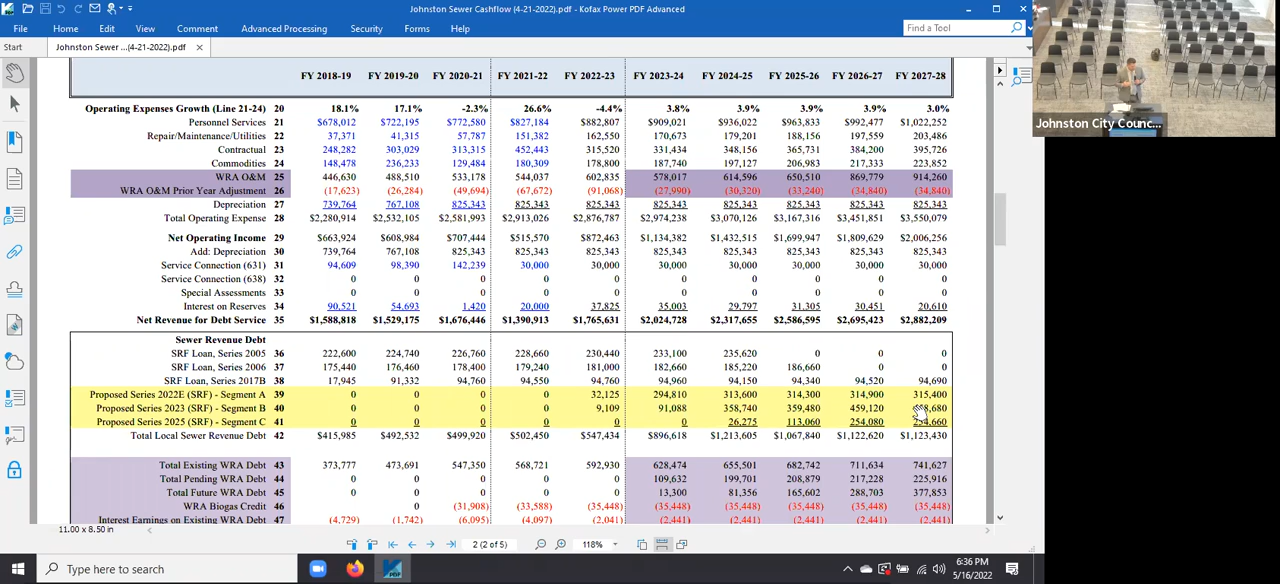 Johnston Sewer Cashflow (4-21-2022).pdf - Kofax Power PDF Advanced
File Home Edit View Comment Advanced Processing Security Forms Help Find a Tool
Start Johnston Sewer ...(4-21-2022).pdf
FY 2018-19 FY 2019-20 FY 2020-21 FY 2021-22 FY 2022-23 FY 2023-24 FY 2024-25 FY 2025-26 FY 2026-27 FY 2027-28
Operating Expenses Growth (Line 21-24) 20 18.1% 17.1% -2.3% 26.6% -4.4% 3.8% 3.9% 3.9% 3.9% 3.0%
Personnel Services 21 $678,012 $722,195 $772,580 $827,184 $882,807 $909,021 $936,022 $963,833 $992,477 $1,022,252
Repair/Maintenance/Utilities 22 37,371 41,315 57,787 151,382 162,550 170,673 179,201 188,156 197,559 203,486
Contractual 23 248,282 303,029 313,315 452,443 315,520 331,434 348,156 365,731 384,200 395,726
Commodities 24 148,478 236,233 129,484 180,309 178,800 187,740 197,127 206,983 217,333 223,852
WRA O&M 25 446,630 488,510 533,178 544,037 602,835 578,017 614,596 650,510 869,779 914,260
WRA O&M Prior Year Adjustment 26 (17,623) (26,284) (49,694) (67,672) (91,068) (27,990) (30,320) (33,240) (34,840) (34,840)
Depreciation 27 739,764 767,108 825,343 825,343 825,343 825,343 825,343 825,343 825,343 825,343
Total Operating Expense 28 $2,280,914 $2,532,105 $2,581,993 $2,913,026 $2,876,787 $2,974,238 $3,070,126 $3,167,316 $3,451,851 $3,550,079
Net Operating Income 29 $663,924 $608,984 $707,444 $515,570 $872,463 $1,134,382 $1,432,515 $1,699,947 $1,809,629 $2,006,256
Add: Depreciation 30 739,764 767,108 825,343 825,343 825,343 825,343 825,343 825,343 825,343 825,343
Service Connection (631) 31 94,609 98,390 142,239 30,000 30,000 30,000 30,000 30,000 30,000 30,000
Service Connection (638) 32 0 0 0 0 0 0 0 0 0 0
Special Assessments 33 0 0 0 0 0 0 0 0 0 0
Interest on Reserves 34 90,521 54,693 1,420 20,000 37,825 35,003 29,797 31,305 30,451 20,610
Net Revenue for Debt Service 35 $1,588,818 $1,529,175 $1,676,446 $1,390,913 $1,765,631 $2,024,728 $2,317,655 $2,586,595 $2,695,423 $2,882,209
Sewer Revenue Debt
SRF Loan, Series 2005 36 222,600 224,740 226,760 228,660 230,440 233,100 235,620 0 0 0
SRF Loan, Series 2006 37 175,440 176,460 178,400 179,240 181,000 182,660 185,220 186,660 0 0
SRF Loan, Series 2017B 38 17,945 91,332 94,760 94,550 94,760 94,960 94,150 94,340 94,520 94,690
Proposed Series 2022E (SRF) - Segment A 39 0 0 0 0 32,125 294,810 313,600 314,300 314,900 315,400
Proposed Series 2023 (SRF) - Segment B 40 0 0 0 0 9,109 91,088 358,740 359,480 459,120
Proposed Series 2025 (SRF) - Segment C 41 0 0 0 0 0 0 26,275 113,060 254,080
Total Local Sewer Revenue Debt 42 $415,985 $492,532 $499,920 $502,450 $547,434 $896,618 $1,213,605 $1,067,840 $1,122,620 $1,123,430
Total Existing WRA Debt 43 373,777 473,691 547,350 568,721 592,930 628,474 655,501 682,742 711,634 741,627
Total Pending WRA Debt 44 0 0 0 0 0 109,632 199,701 208,879 217,228 225,916
Total Future WRA Debt 45 0 0 0 0 0 13,300 81,356 165,602 288,703 377,853
WRA Biogas Credit 46 0 (31,908) (33,588) (35,448) (35,448) (35,448) (35,448) (35,448) (35,448)
Interest Earnings on Existing WRA Debt 47 (4,729) (1,742) (6,095) (4,097) (2,041) (2,441) (2,441) (2,441) (2,441) (2,441)
11.00 x 8.50 in
2 (2 of 5) 118%
Type here to search
6:36 PM
5/16/2022
Johnston City Counc...